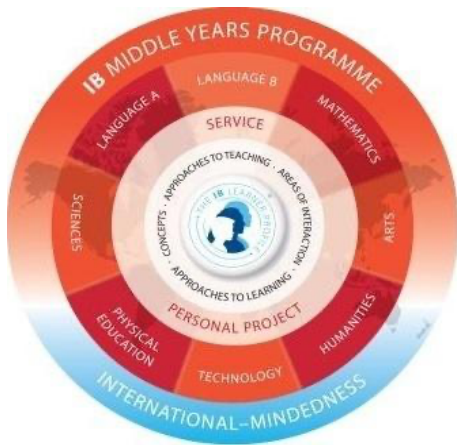 IB MIDDLE YEARS PROGRAMME
LANGUAGE B
LANGUAGE A
MATHEMATICS
SCIENCES
ARTS
PHYSICAL
EDUCATION
HUMANITIES
TECHNOLOGY
SERVICE
PERSONAL PROJECT
APPROACHES TO TEACHING · AREAS OF INTERACTION · APPROACHES TO LEARNING · CONCEPTS ·
THE IB LEARNER PROFILE
INTERNATIONAL-MINDEDNESS